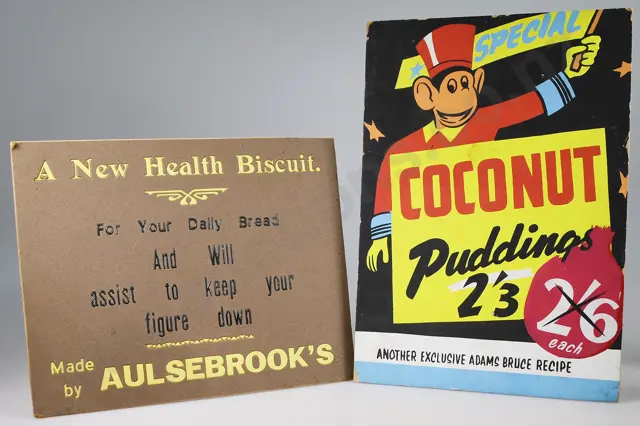 A New Health Biscuit.
For Your Daily Bread
And Will
assist to keep your
figure down
Made
by AULSEBROOK'S
SPECIAL
COCONUT
Puddings
2'3
2'6
each
ANOTHER EXCLUSIVE ADAMS BRUCE RECIPE